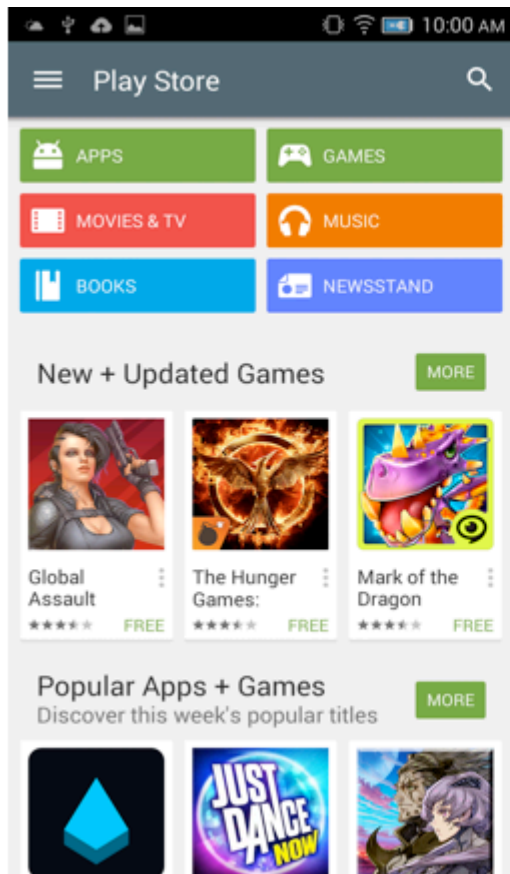 10:00 AM
Play Store
APPS
GAMES
MOVIES & TV
MUSIC
BOOKS
NEWSSTAND
New + Updated Games
MORE
Global
Assault
FREE
The Hunger
Games:
FREE
Mark of the
Dragon
FREE
Popular Apps + Games
MORE
Discover this week's popular titles
JUST
DANCE
NOW